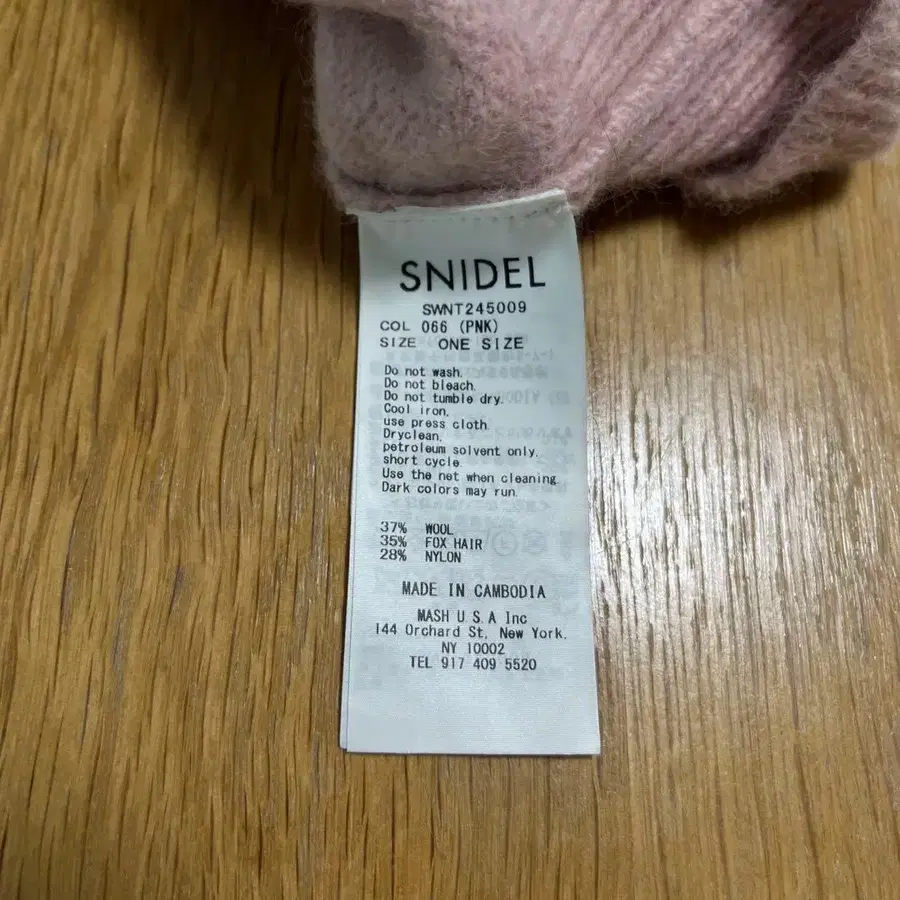 SNIDEL
SWNT245009
COL 066 (PNK)
SIZE ONE SIZE
Do not wash.
Do not bleach.
Do not tumble dry.
Cool iron.
use press cloth.
Dryclean.
petroleum solvent only.
short cycle.
Use the net when cleaning.
Dark colors may run.
37% WOOL
35% FOX HAIR
28% NYLON
MADE IN CAMBODIA
MASH U.S.A Inc
144 Orchard St, New York.
NY 10002
TEL 917 409 5520